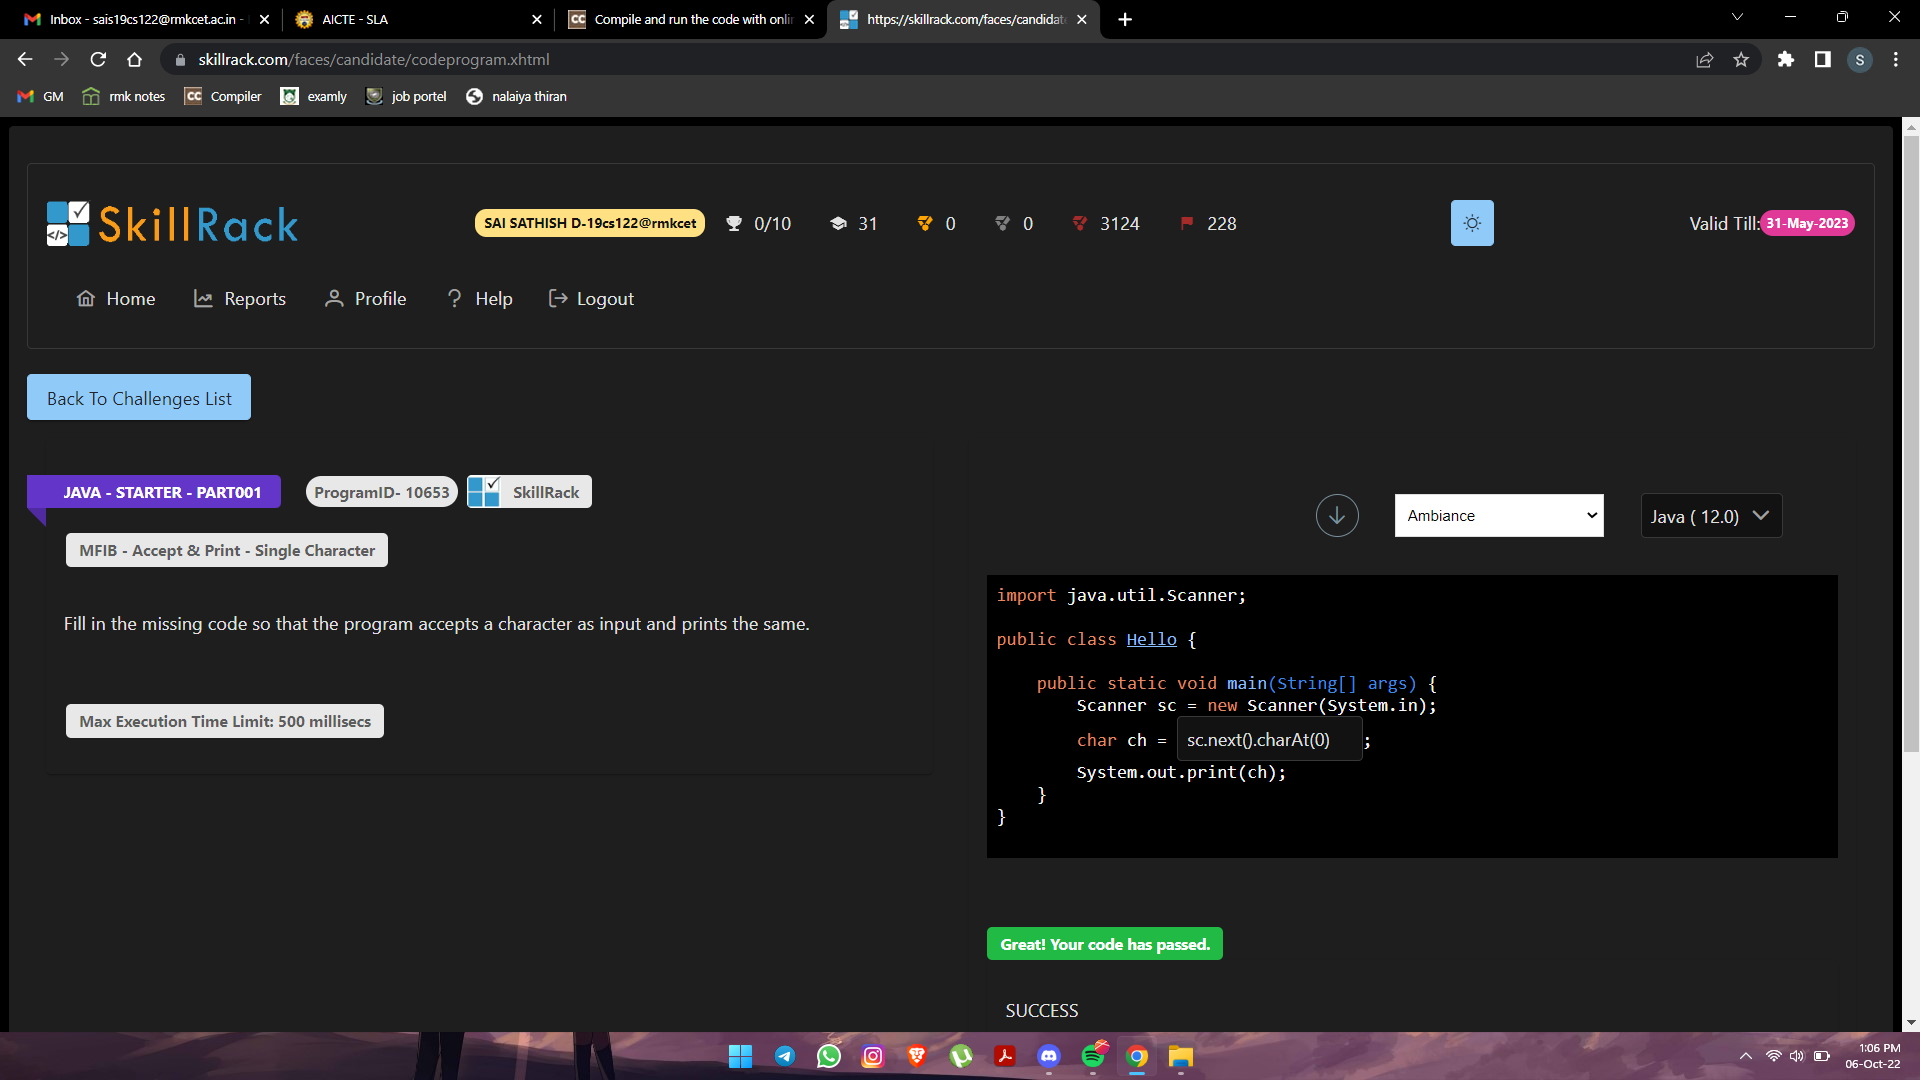 Inbox - sais19cs122@rmkcet.ac.in -
AICTE - SLA
Compile and run the code with onli
https://skillrack.com/faces/candidat
skillrack.com/faces/candidate/codeprogram.xhtml
S
GM
rmk notes
CC
Compiler
examly
job portel
nalaiya thiran
SkillRack
SAI SATHISH D-19cs122@rmkcet
0/10
31
0
0
3124
228
Valid Till: 31-May-2023
Home
Reports
Profile
Help
Logout
Back To Challenges List
JAVA - STARTER - PART001
ProgramID- 10653
SkillRack
Ambiance
Java ( 12.0)
MFIB - Accept & Print - Single Character
Fill in the missing code so that the program accepts a character as input and prints the same.
Max Execution Time Limit: 500 millisecs
import java.util.Scanner;
public class Hello {
public static void main(String[] args) {
Scanner sc = new Scanner(System.in);
char ch = sc.next().charAt(0) ;
System.out.print(ch);
}
}
Great! Your code has passed.
SUCCESS
1:06 PM
06-Oct-22